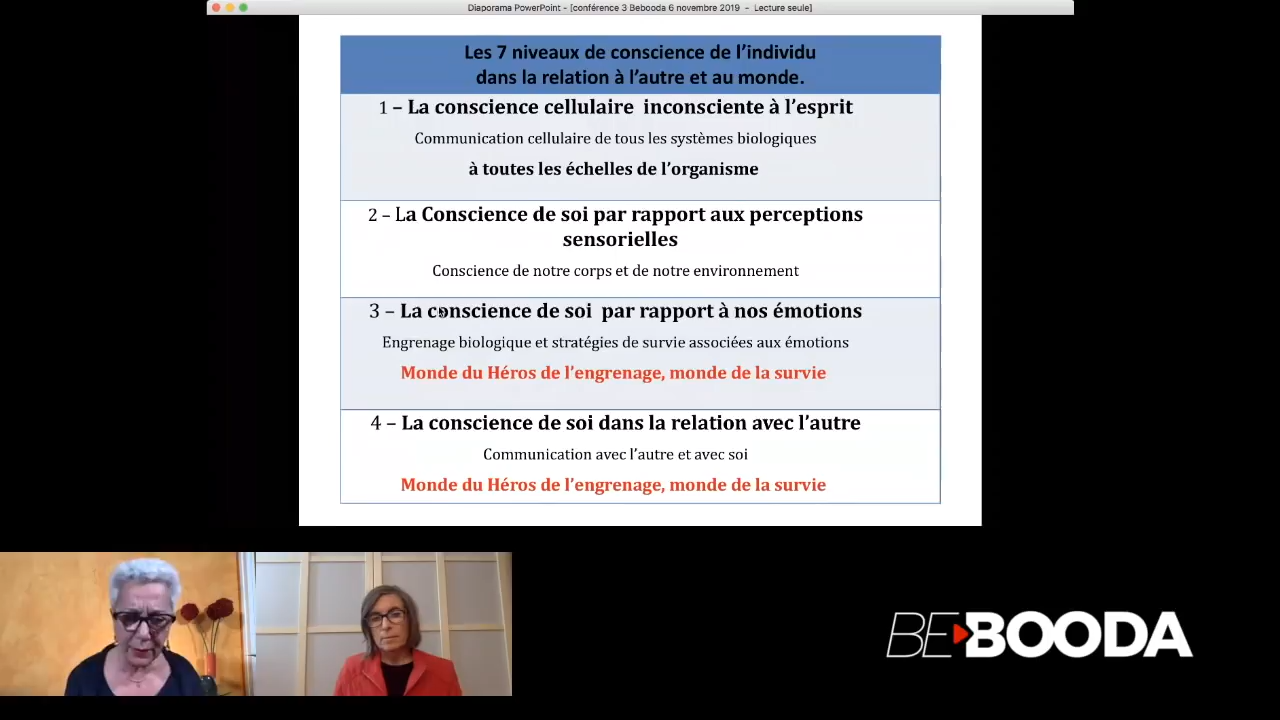 Diaporama PowerPoint - [conférence 3 Bebooda 6 novembre 2019 - Lecture seule]
Les 7 niveaux de conscience de l'individu
dans la relation à l'autre et au monde.
1 – La conscience cellulaire inconsciente à l'esprit
Communication cellulaire de tous les systèmes biologiques
à toutes les échelles de l'organisme
2 – La Conscience de soi par rapport aux perceptions
sensorielles
Conscience de notre corps et de notre environnement
3 – La conscience de soi par rapport à nos émotions
Engrenage biologique et stratégies de survie associées aux émotions
Monde du Héros de l'engrenage, monde de la survie
4 – La conscience de soi dans la relation avec l'autre
Communication avec l'autre et avec soi
Monde du Héros de l'engrenage, monde de la survie
BEBOODA